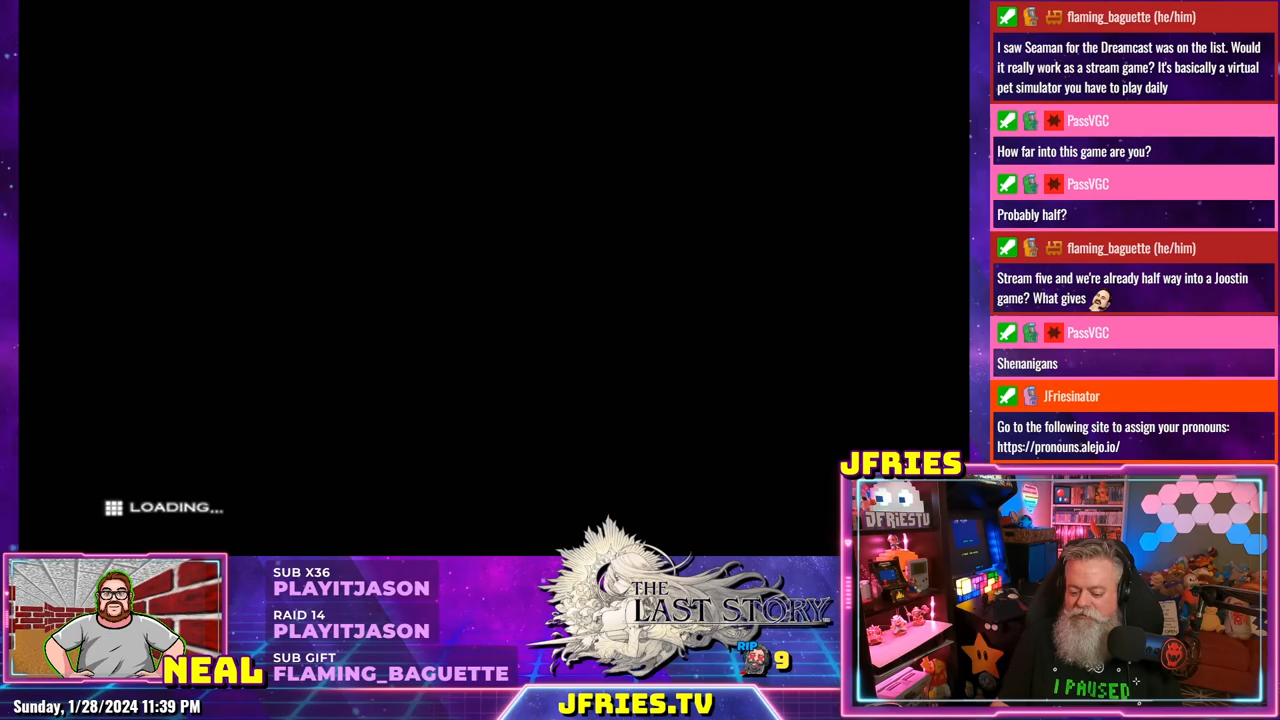 flaming_baguette (he/him)
I saw Seaman for the Dreamcast was on the list. Would
it really work as a stream game? It's basically a virtual
pet simulator you have to play daily
PassVGC
How far into this game are you?
PassVGC
Probably half?
flaming_baguette (he/him)
Stream five and we're already half way into a Joostin
game? What gives
PassVGC
Shenanigans
JFriesinator
Go to the following site to assign your pronouns:
https://pronouns.alejo.io/
LOADING...
JFRIES
JFRIESTV
I PAUSED
NEAL
SUB X36
PLAYITJASON
RAID 14
PLAYITJASON
SUB GIFT
FLAMING_BAGUETTE
THE
LAST STORY
RIP
9
JFRIES.TV
Sunday, 1/28/2024 11:39 PM